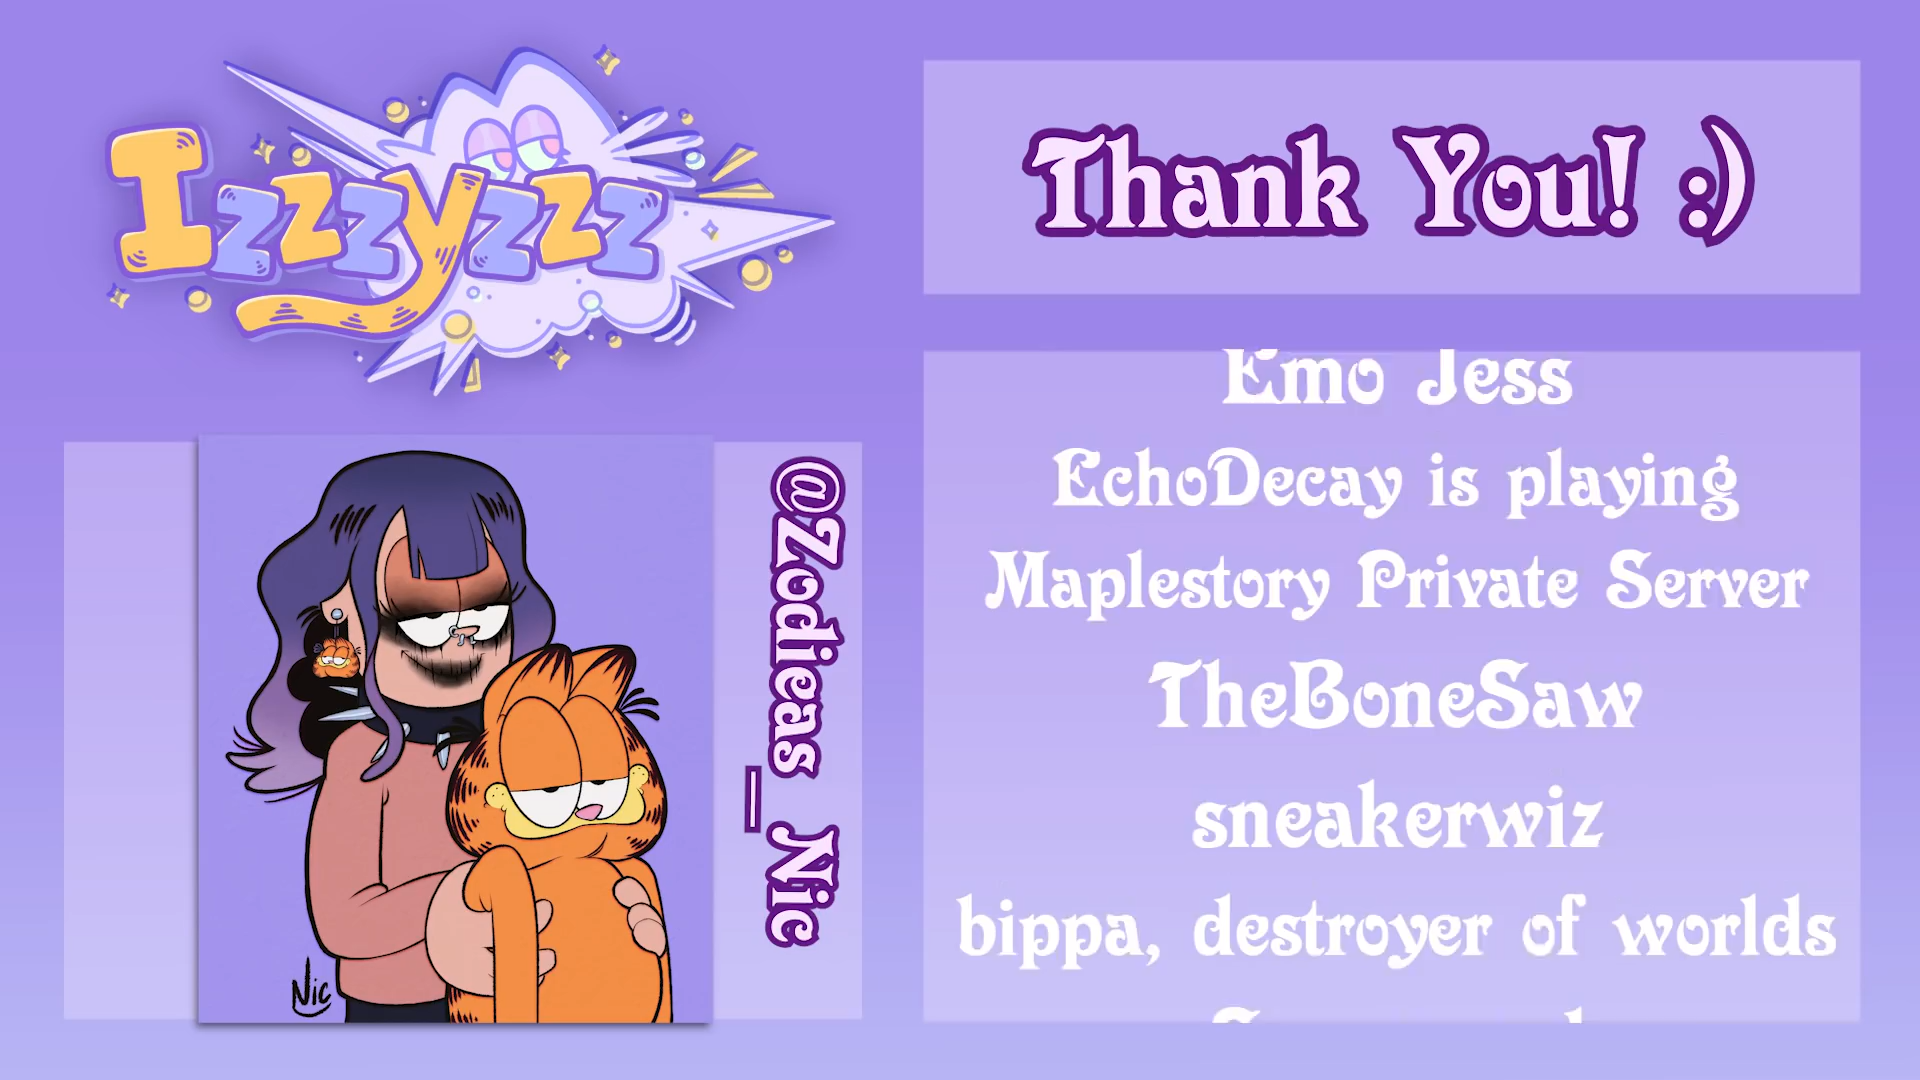 Izzzyzzz
Thank You! :)
Emo Jess
EchoDecay is playing
Maplestory Private Server
TheBoneSaw
sneakerwiz
bippa, destroyer of worlds
@Zodieas_Nic
Nic